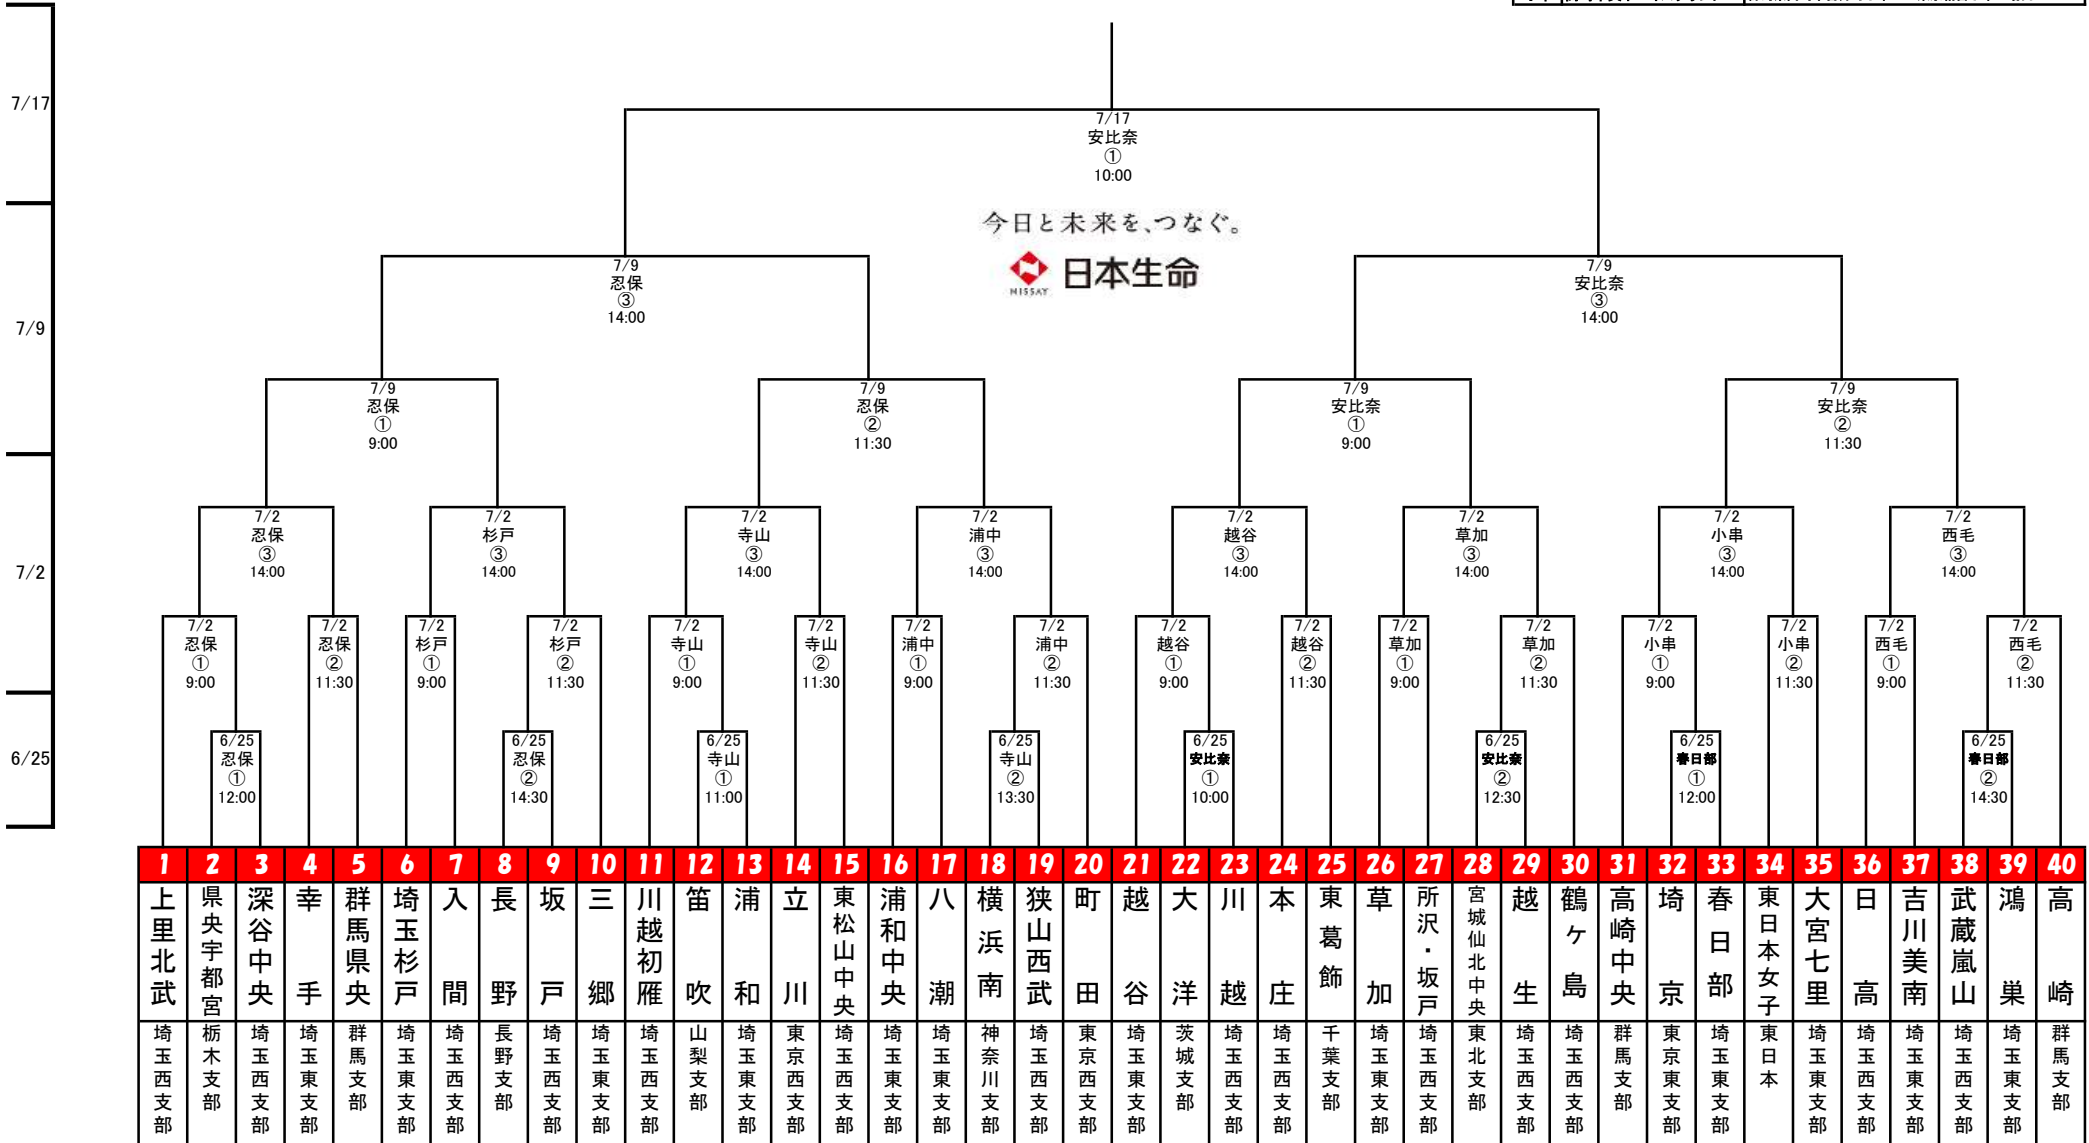 7/17
7/17
安比奈
①
10:00
今日と未来を、つなぐ。
NISSAY 日本生命
7/9
7/9
忍保
③
14:00
7/9
安比奈
③
14:00
7/9
忍保
①
9:00
7/9
忍保
②
11:30
7/9
安比奈
①
9:00
7/9
安比奈
②
11:30
7/2
7/2
忍保
③
14:00
7/2
杉戸
③
14:00
7/2
寺山
③
14:00
7/2
浦中
③
14:00
7/2
越谷
③
14:00
7/2
草加
③
14:00
7/2
小串
③
14:00
7/2
西毛
③
14:00
7/2
忍保
①
9:00
7/2
忍保
②
11:30
7/2
杉戸
①
9:00
7/2
杉戸
②
11:30
7/2
寺山
①
9:00
7/2
寺山
②
11:30
7/2
浦中
①
9:00
7/2
浦中
②
11:30
7/2
越谷
①
9:00
7/2
越谷
②
11:30
7/2
草加
①
9:00
7/2
草加
②
11:30
7/2
小串
①
9:00
7/2
小串
②
11:30
7/2
西毛
①
9:00
7/2
西毛
②
11:30
6/25
6/25
忍保
①
12:00
6/25
忍保
②
14:30
6/25
寺山
①
11:00
6/25
寺山
②
13:30
6/25
安比奈
①
10:00
6/25
安比奈
②
12:30
6/25
春日部
①
12:00
6/25
春日部
②
14:30
1 2 3 4 5 6 7 8 9 10 11 12 13 14 15 16 17 18 19 20 21 22 23 24 25 26 27 28 29 30 31 32 33 34 35 36 37 38 39 40
上里北武
県央宇都宮
深谷中央
幸手
群馬県央
埼玉杉戸
入間
長野
坂戸
三郷
川越初雁
笛吹
浦和
立川
東松山中央
浦和中央
八潮
横浜南
狭山西武
町田
越谷
大洋
川越
本庄
東葛飾
草加
所沢・坂戸
宮城仙北中央
越生
鶴ヶ島
高崎中央
埼京
春日部
東日本女子
大宮七里
日高
吉川美南
武蔵嵐山
鴻巣
高崎
埼玉西支部
栃木支部
埼玉西支部
埼玉東支部
群馬支部
埼玉東支部
埼玉西支部
長野支部
埼玉西支部
埼玉東支部
埼玉西支部
山梨支部
埼玉東支部
東京西支部
埼玉西支部
埼玉東支部
埼玉東支部
神奈川支部
埼玉西支部
東京西支部
埼玉東支部
茨城支部
埼玉西支部
埼玉西支部
千葉支部
埼玉東支部
埼玉西支部
東北支部
埼玉西支部
埼玉西支部
群馬支部
東京東支部
埼玉東支部
東日本
埼玉東支部
埼玉西支部
埼玉東支部
埼玉西支部
埼玉東支部
群馬支部